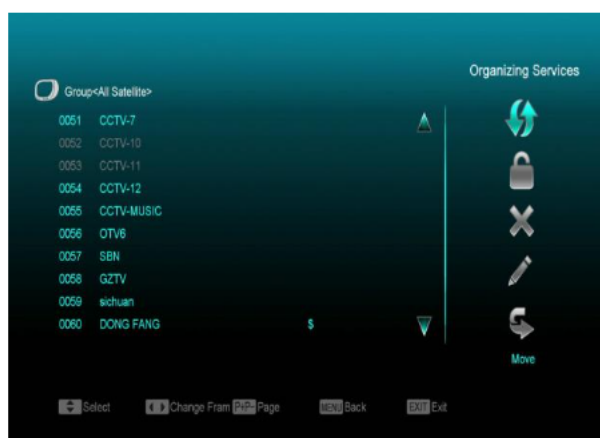 Organizing Services
Group<All Satellite>
0051 CCTV-7
0052 CCTV-10
0053 CCTV-11
0054 CCTV-12
0055 CCTV-MUSIC
0056 OTV6
0057 SBN
0058 GZTV
0059 sichuan
0060 DONG FANG $
Move
Select Change Fram P+P- Page MENU Back EXIT Exit